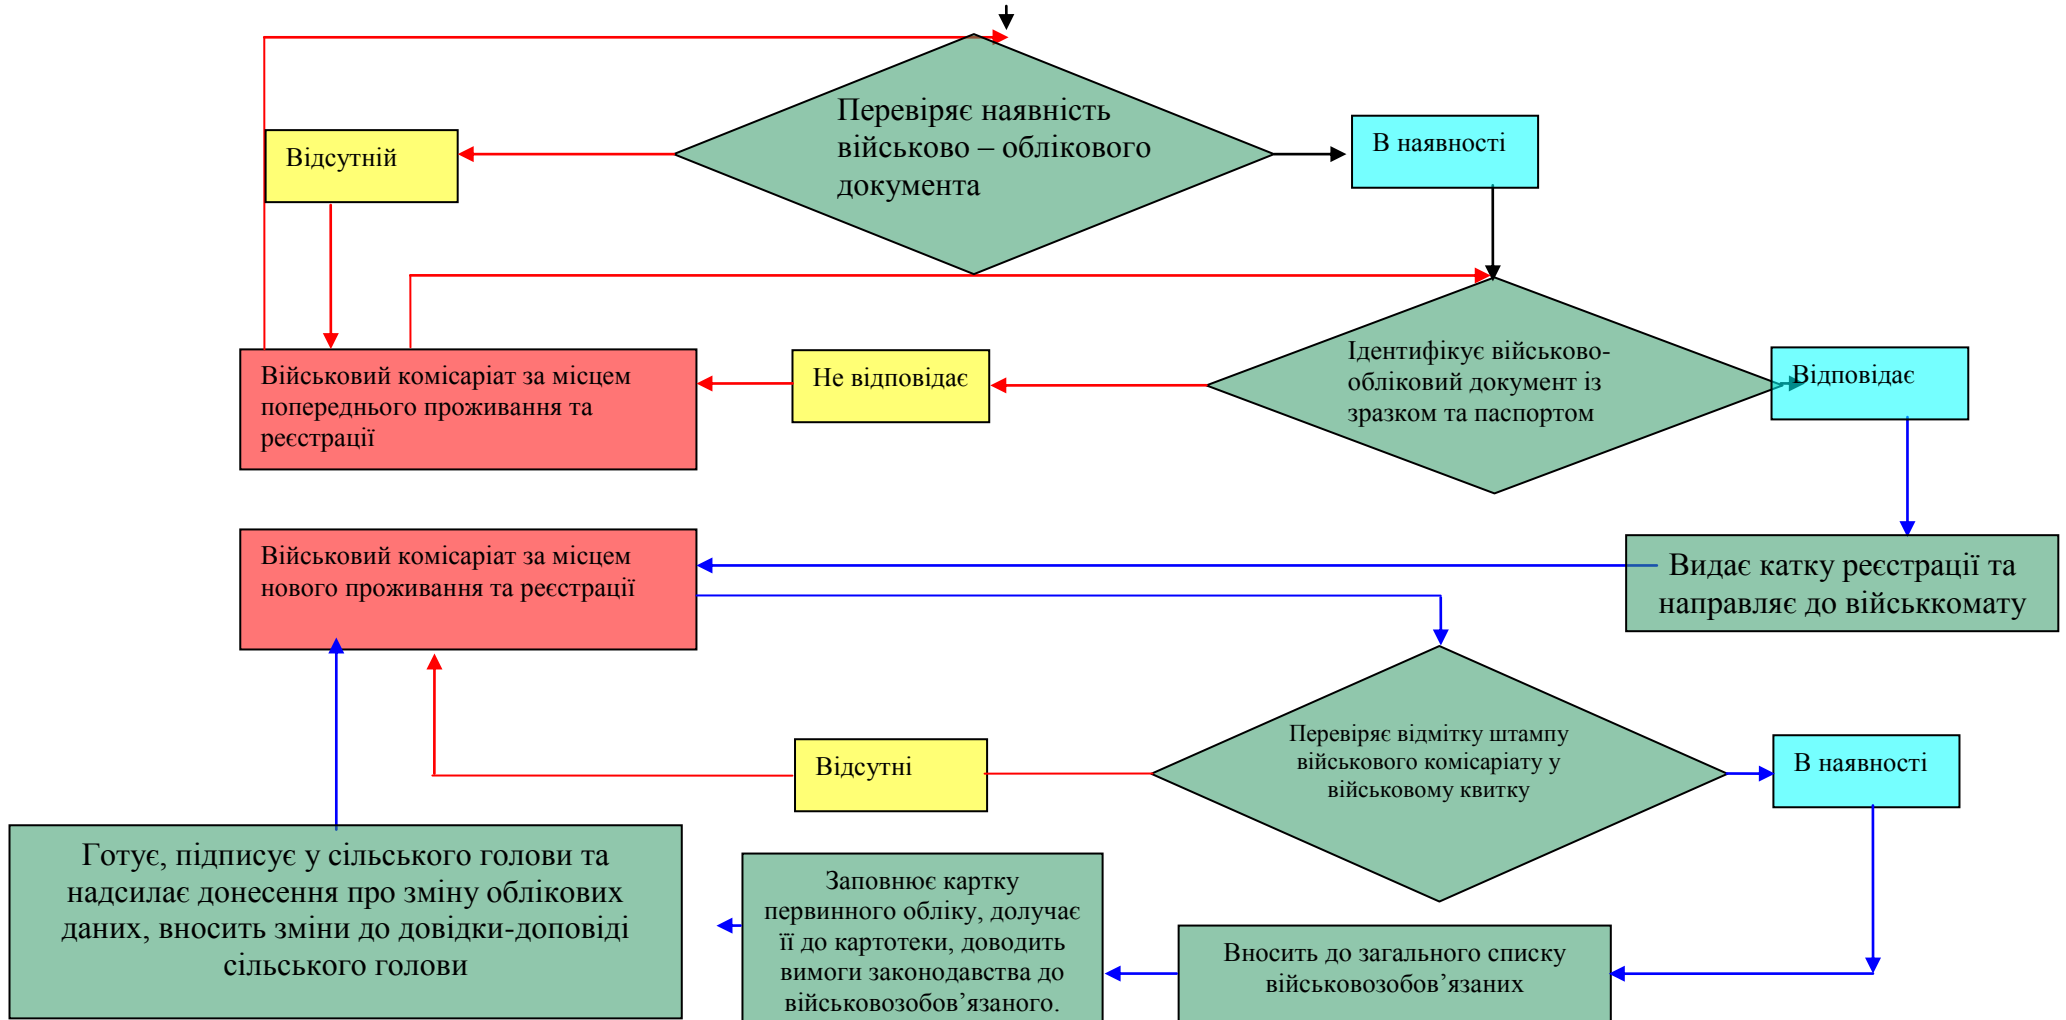 Перевіряє наявність
військово – облікового
документа
Відсутній
В наявності
Військовий комісаріат за місцем
попереднього проживання та
реєстрації
Не відповідає
Ідентифікує військово-
обліковий документ із
зразком та паспортом
Відповідає
Військовий комісаріат за місцем
нового проживання та реєстрації
Видає катку реєстрації та
направляє до військкомату
Відсутні
Перевіряє відмітку штампу
військового комісаріату у
військовому квитку
В наявності
Готує, підписує у сільського голови та
надсилає донесення про зміну облікових
даних, вносить зміни до довідки-доповіді
сільського голови
Заповнює картку
первинного обліку, долучає
її до картотеки, доводить
вимоги законодавства до
військовозобов’язаного.
Вносить до загального списку
військовозобов’язаних